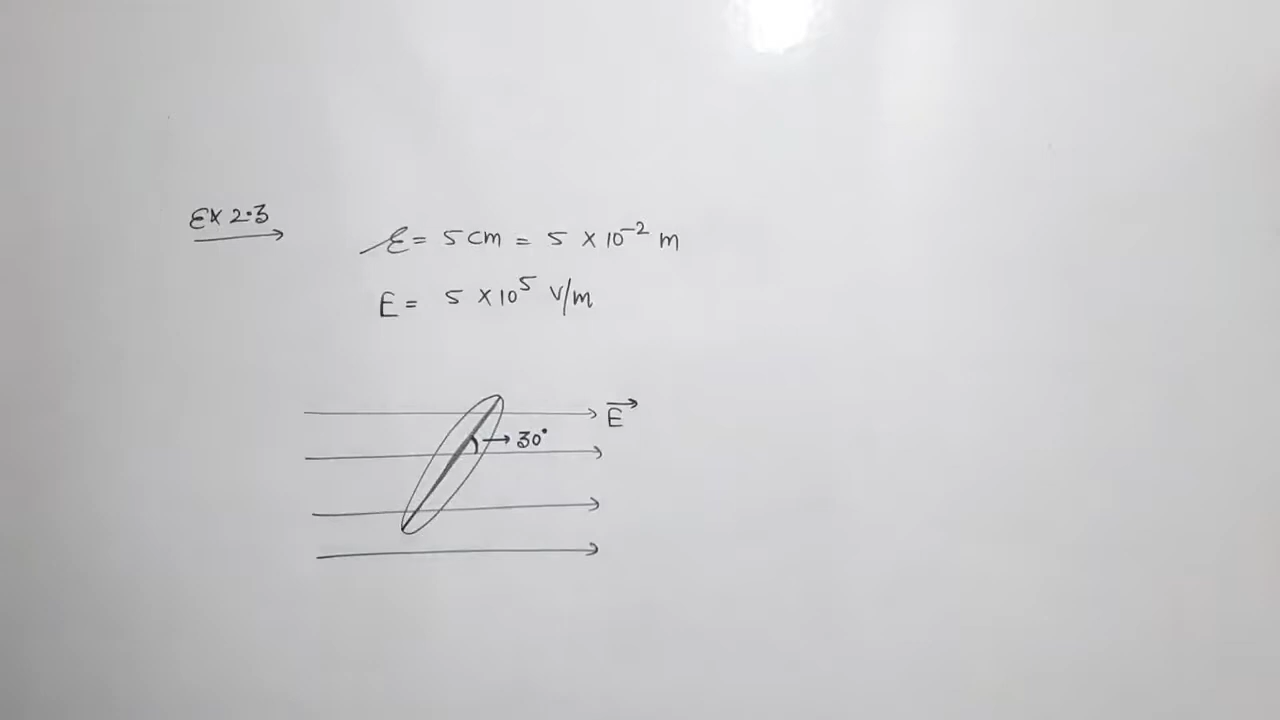 Ex 2.3
r = 5 cm = 5 × 10⁻² m
E = 5 × 10⁵ V/m
E⃗
→ 30°